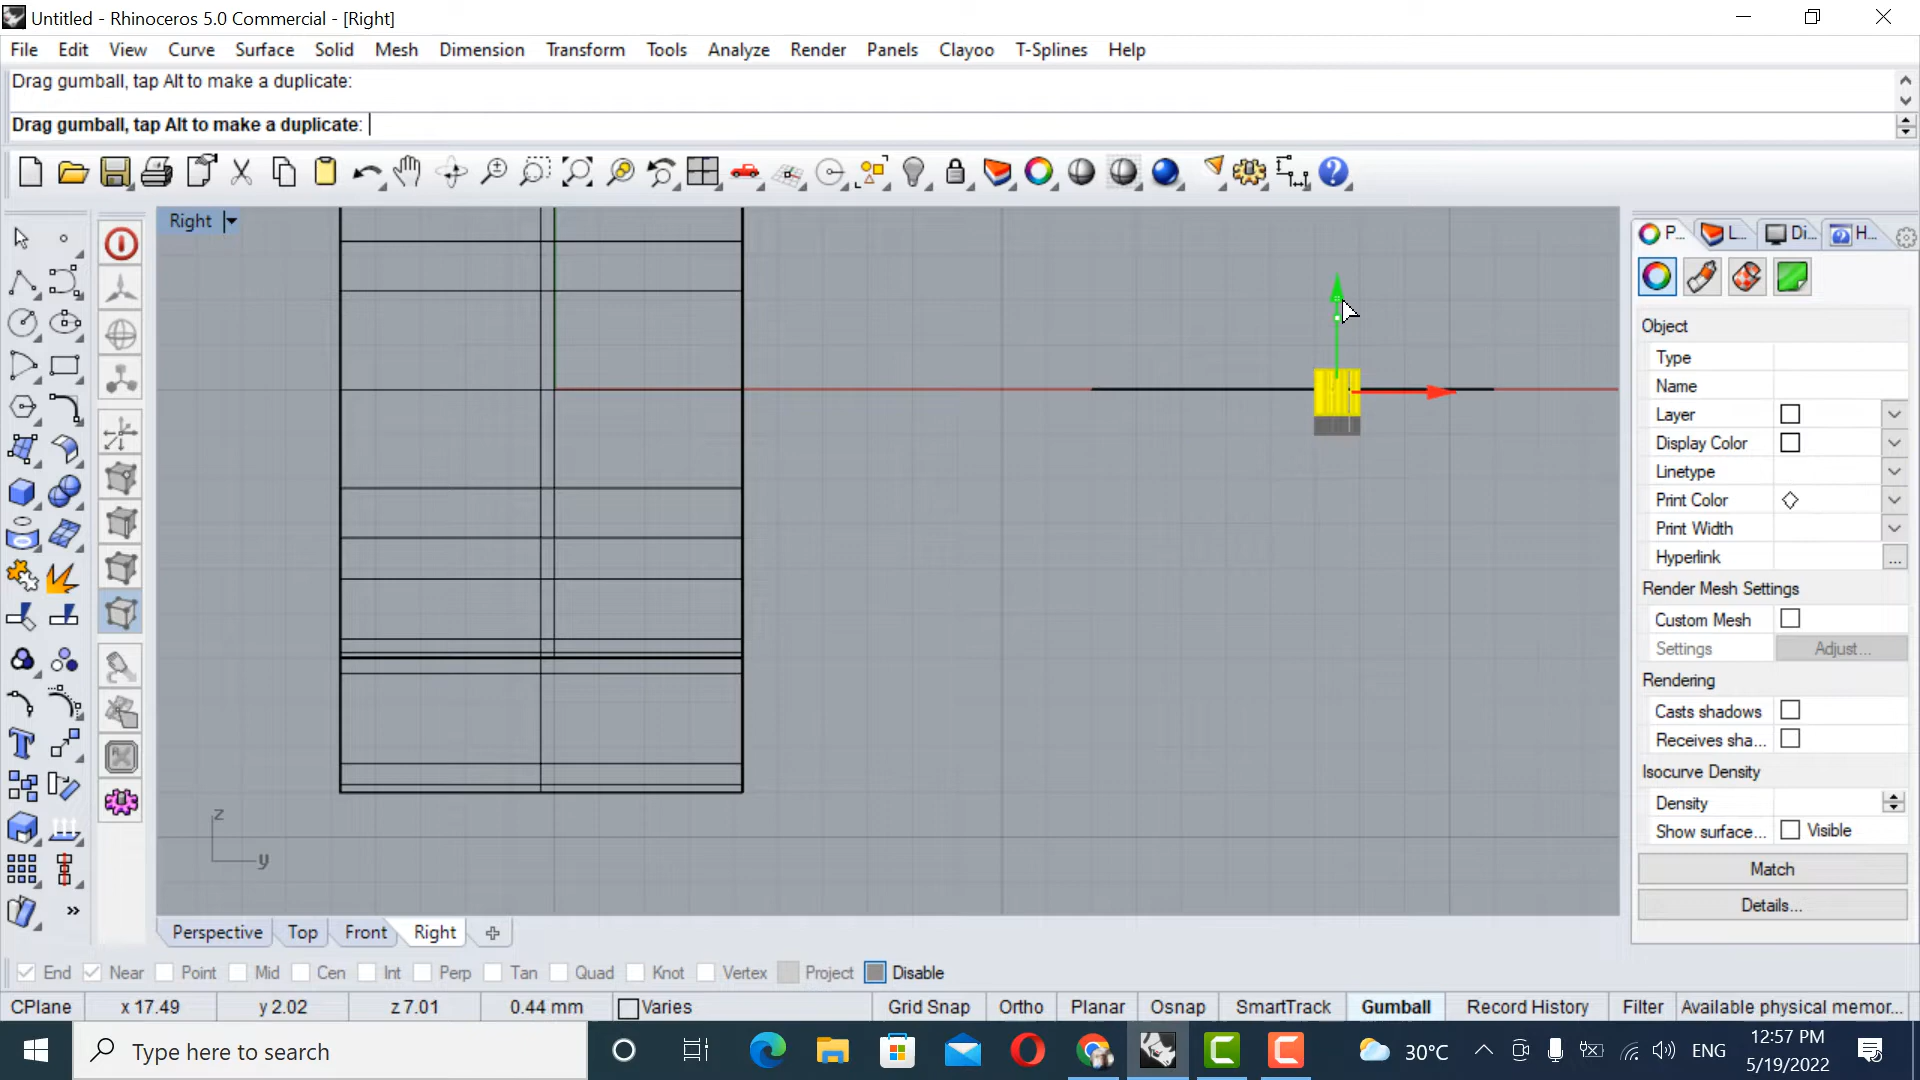 Untitled - Rhinoceros 5.0 Commercial - [Right]
File Edit View Curve Surface Solid Mesh Dimension Transform Tools Analyze Render Panels Clayoo T-Splines Help
Drag gumball, tap Alt to make a duplicate:
Drag gumball, tap Alt to make a duplicate:
Right
P... L... Di... H...
Object
Type
Name
Layer
Display Color
Linetype
Print Color
Print Width
Hyperlink ...
Render Mesh Settings
Custom Mesh
Settings Adjust...
Rendering
Casts shadows
Receives sha...
Isocurve Density
Density
Show surface... Visible
Match
Details...
z
y
Perspective Top Front Right
End Near Point Mid Cen Int Perp Tan Quad Knot Vertex Project Disable
CPlane x 17.49 y 2.02 z 7.01 0.44 mm Varies Grid Snap Ortho Planar Osnap SmartTrack Gumball Record History Filter Available physical memor...
Type here to search 30°C ENG 12:57 PM
5/19/2022